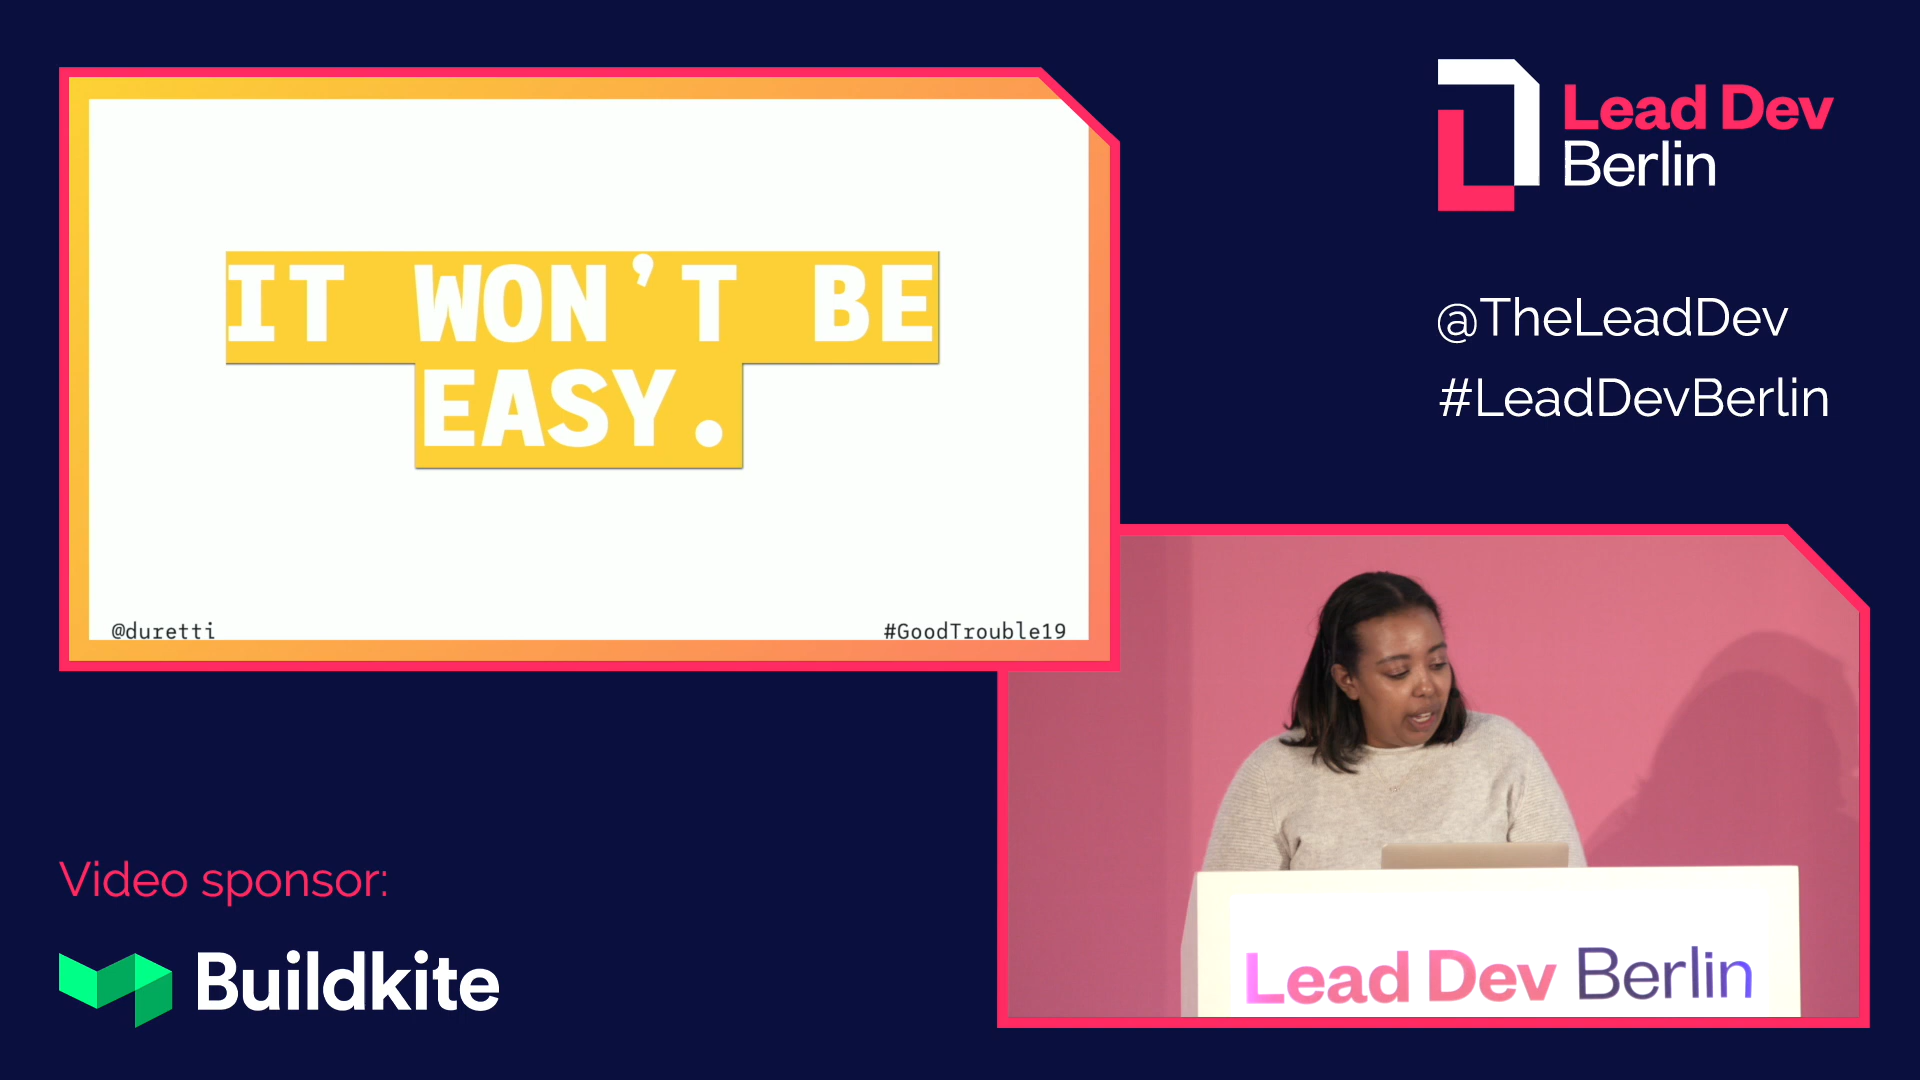 IT WON'T BE
EASY.
@duretti
#GoodTrouble19
Lead Dev
Berlin
@TheLeadDev
#LeadDevBerlin
Video sponsor:
Buildkite
Lead Dev Berlin